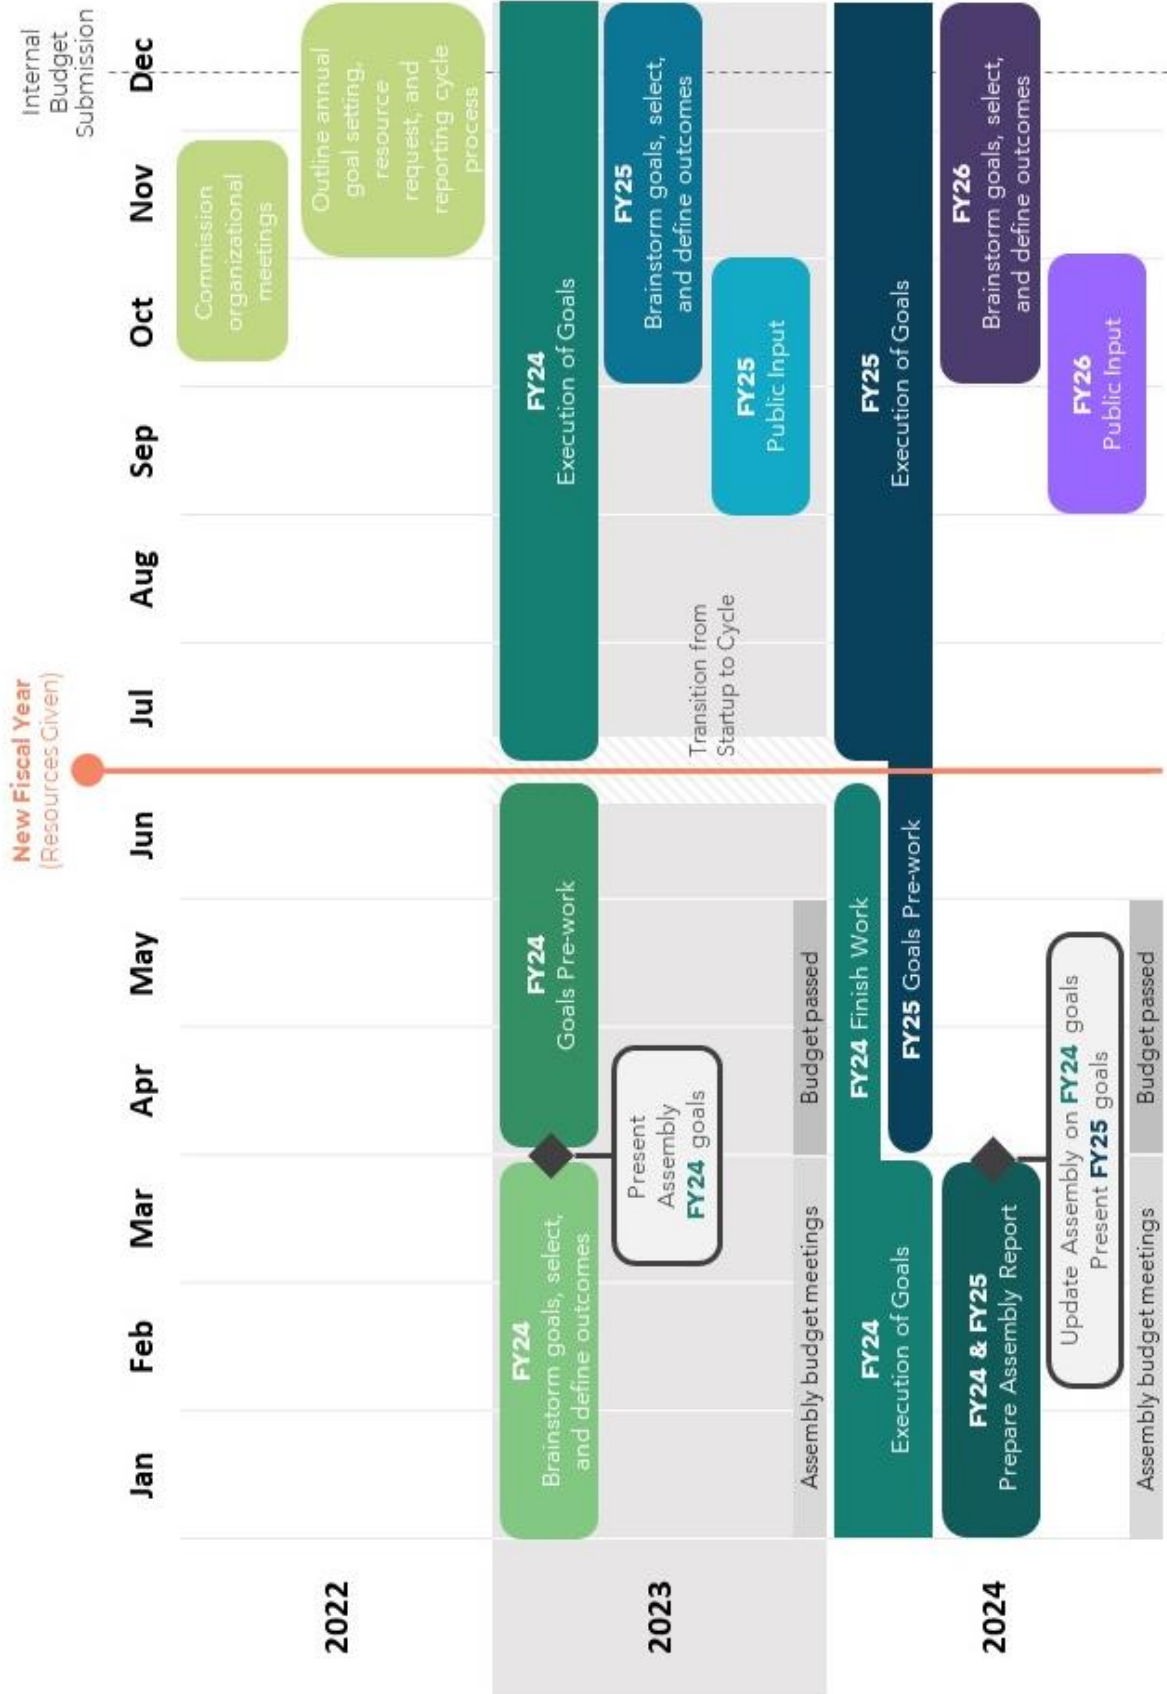 New Fiscal Year
(Resources Given)
Internal
Budget
Submission
Jan
Feb
Mar
Apr
May
Jun
Jul
Aug
Sep
Oct
Nov
Dec
2022
Commission
organizational
meetings
Outline annual
goal setting,
resource
request, and
reporting cycle
process
2023
FY24
Brainstorm goals, select,
and define outcomes
FY24
Goals Pre-work
FY24
Execution of Goals
Present
Assembly
FY24 goals
FY25
Brainstorm goals, select,
and define outcomes
Transition from
Startup to Cycle
FY25
Public Input
Assembly budget meetings
Budget passed
2024
FY24
Execution of Goals
FY24 Finish Work
FY25 Goals Pre-work
FY25
Execution of Goals
FY24 & FY25
Prepare Assembly Report
FY26
Brainstorm goals, select,
and define outcomes
Update Assembly on FY24 goals
Present FY25 goals
FY26
Public Input
Assembly budget meetings
Budget passed